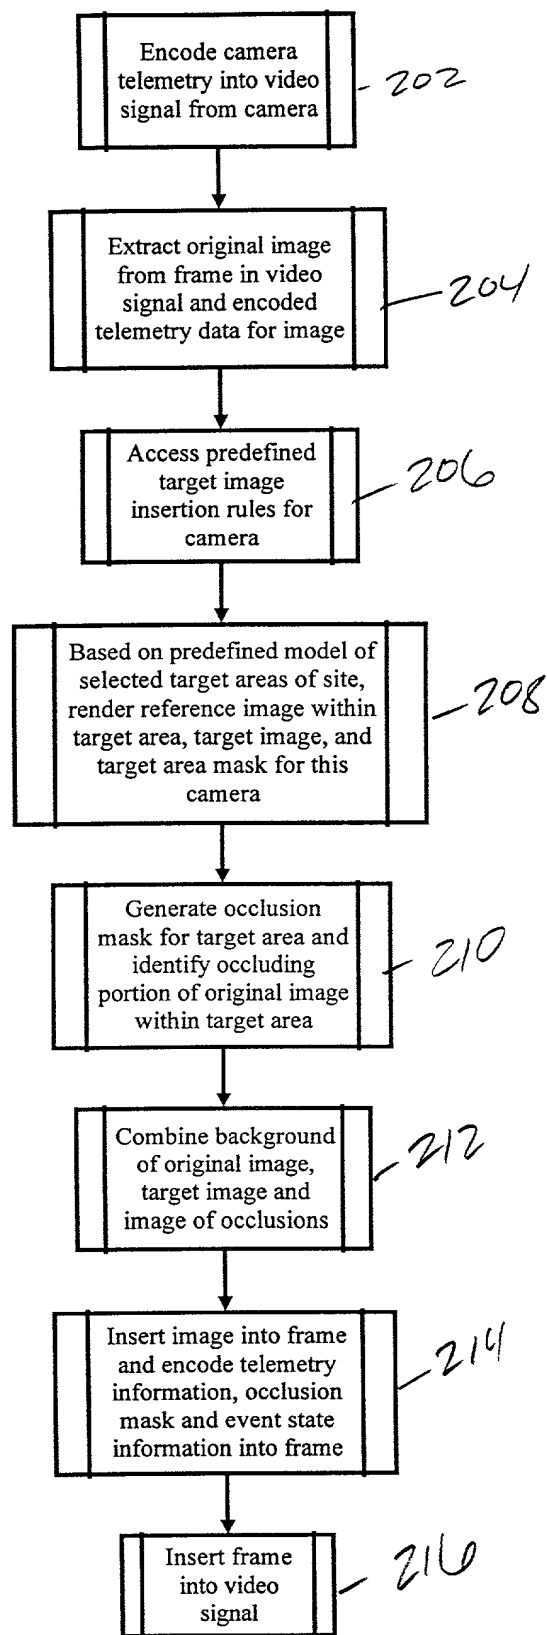 Encode camera
telemetry into video
signal from camera
202
Extract original image
from frame in video
signal and encoded
telemetry data for image
204
Access predefined
target image
insertion rules for
camera
206
Based on predefined model of
selected target areas of site,
render reference image within
target area, target image, and
target area mask for this
camera
208
Generate occlusion
mask for target area and
identify occluding
portion of original image
within target area
210
Combine background
of original image,
target image and
image of occlusions
212
Insert image into frame
and encode telemetry
information, occlusion
mask and event state
information into frame
214
Insert frame
into video
signal
216